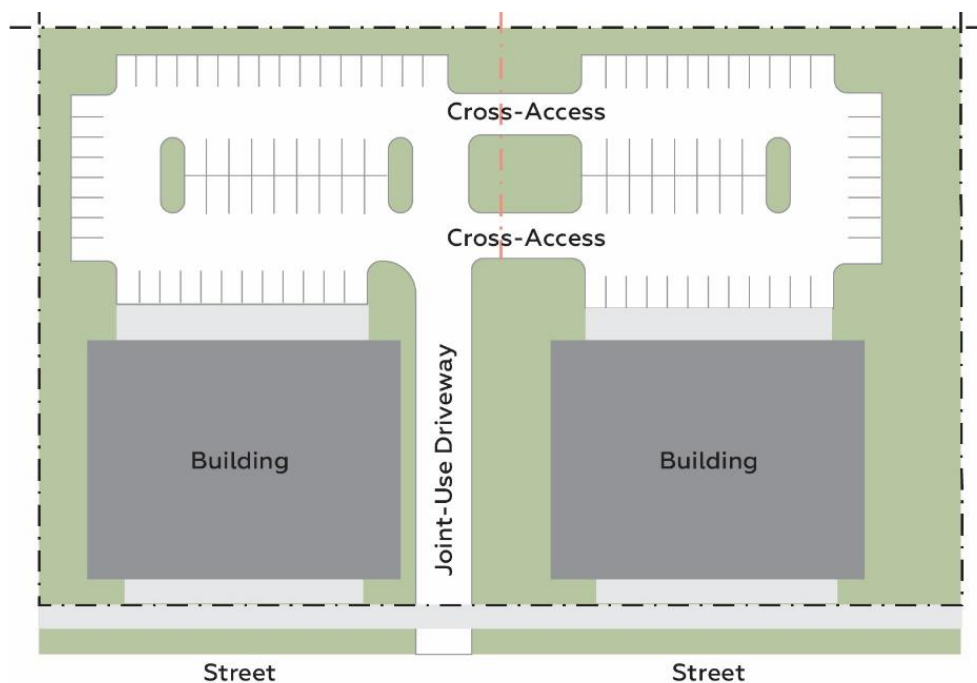 Cross-Access
Cross-Access
Joint-Use Driveway
Building
Building
Street
Street